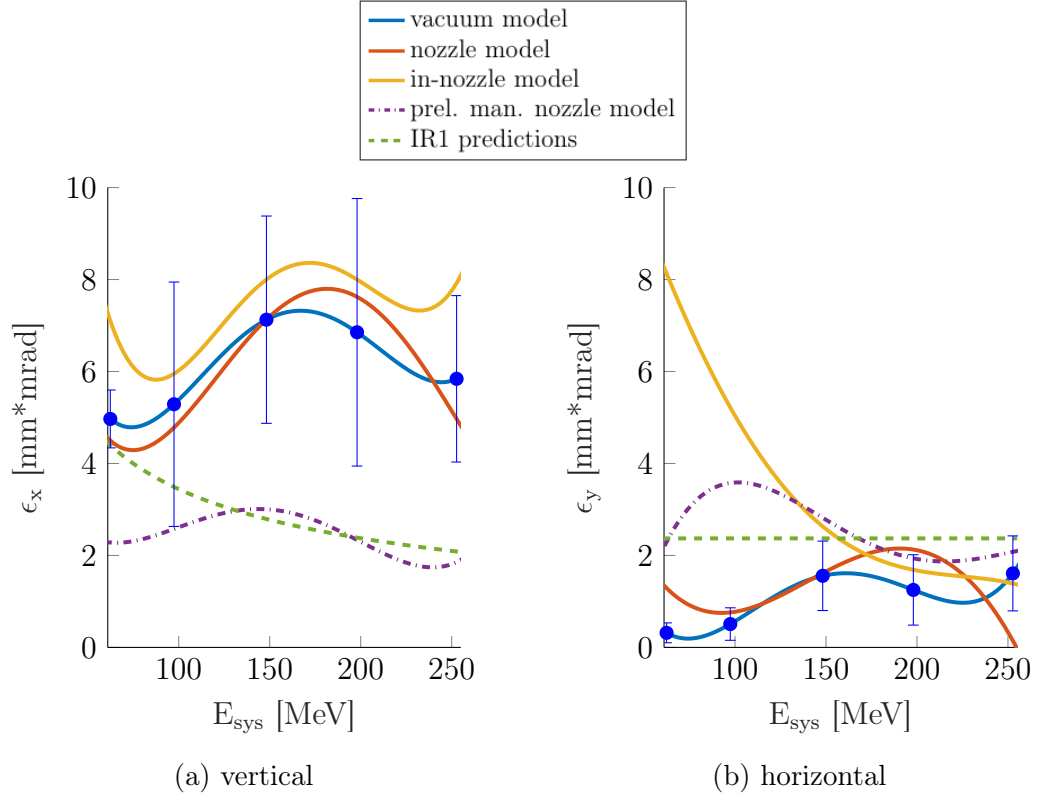 vacuum model
nozzle model
in-nozzle model
prel. man. nozzle model
IR1 predictions
10
8
6
4
2
0
100
150
200
250
ϵx [mm*mrad]
Esys [MeV]
(a) vertical
10
8
6
4
2
0
100
150
200
250
ϵy [mm*mrad]
Esys [MeV]
(b) horizontal